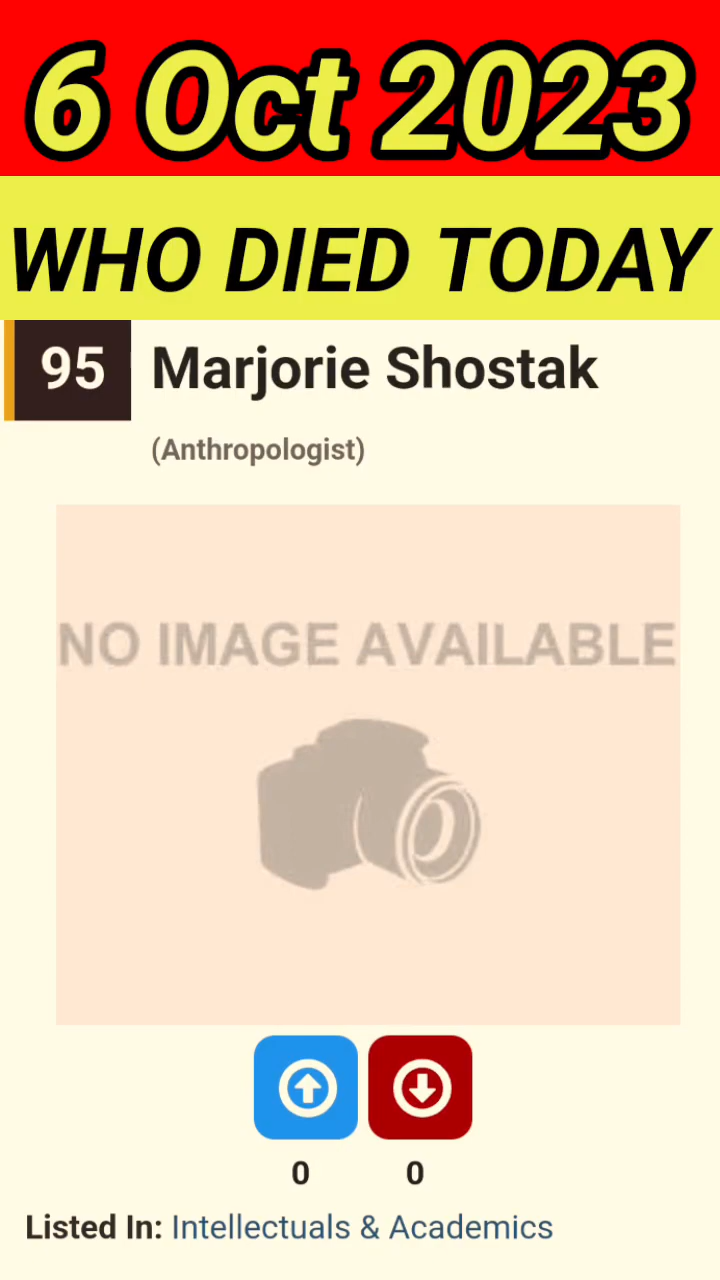 6 Oct 2023
WHO DIED TODAY
95 Marjorie Shostak
(Anthropologist)
NO IMAGE AVAILABLE
0 0
Listed In: Intellectuals & Academics